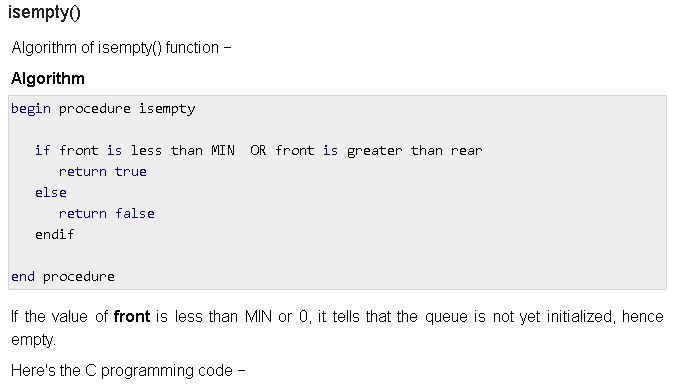 isempty()
Algorithm of isempty() function −
Algorithm
begin procedure isempty
if front is less than MIN  OR front is greater than rear
return true
else
return false
endif
end procedure
If the value of front is less than MIN or 0, it tells that the queue is not yet initialized, hence
empty.
Here's the C programming code −